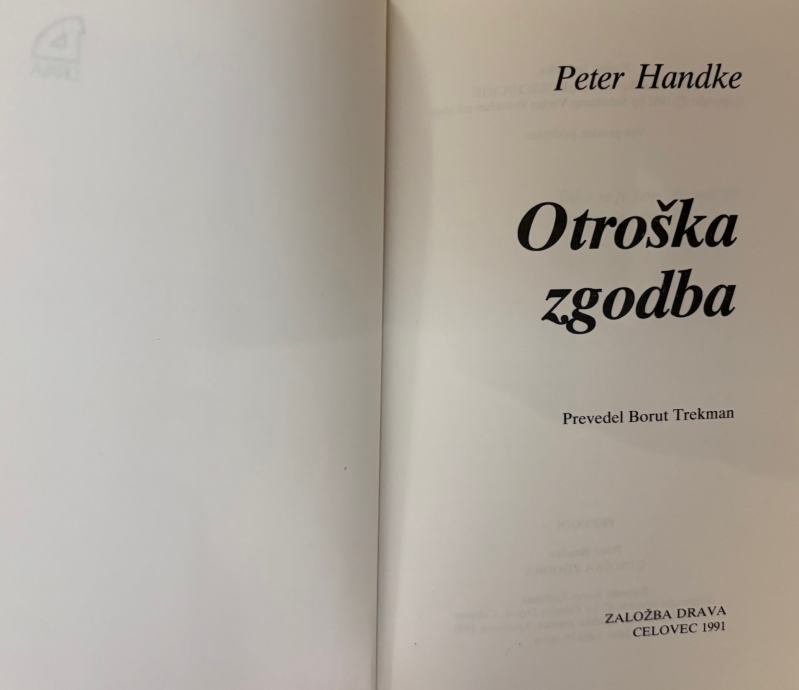 Peter Handke
Otroška
zgodba
Prevedel Borut Trekman
ZALOŽBA DRAVA
CELOVEC 1991